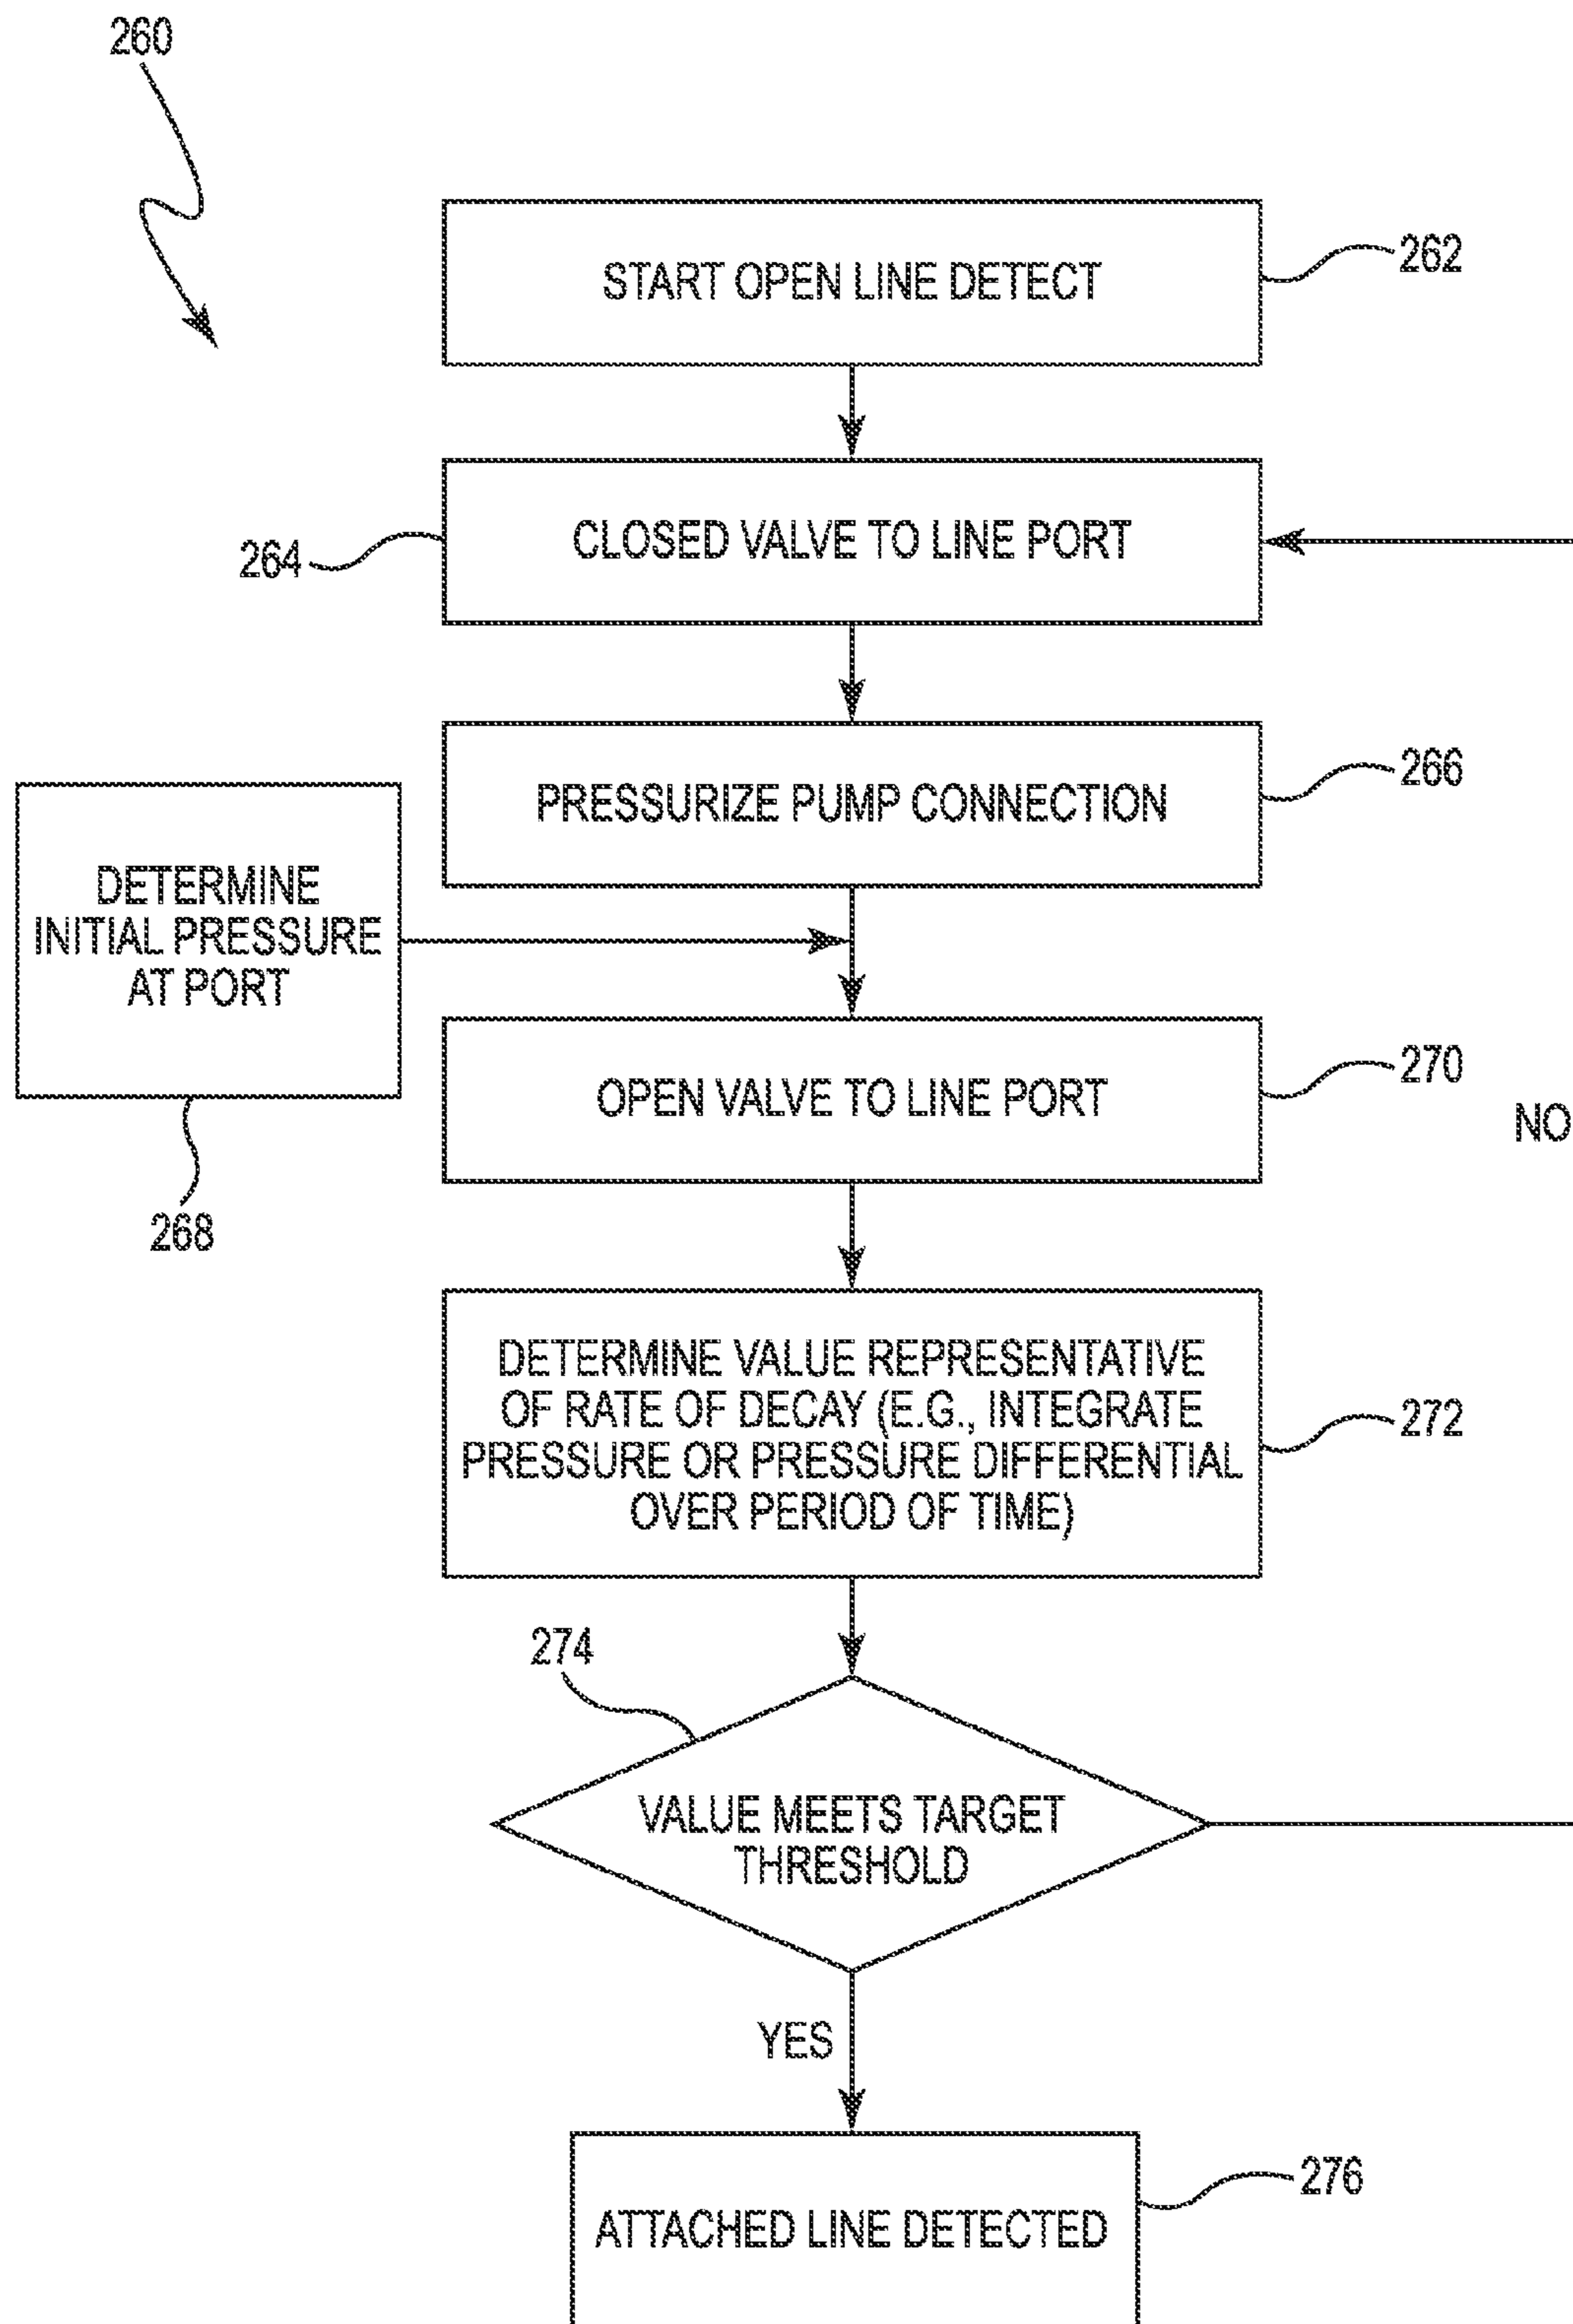 260
START OPEN LINE DETECT
262
CLOSED VALVE TO LINE PORT
264
PRESSURIZE PUMP CONNECTION
266
DETERMINE
INITIAL PRESSURE
AT PORT
268
OPEN VALVE TO LINE PORT
270
NO
DETERMINE VALUE REPRESENTATIVE
OF RATE OF DECAY (E.G., INTEGRATE
PRESSURE OR PRESSURE DIFFERENTIAL
OVER PERIOD OF TIME)
272
274
VALUE MEETS TARGET
THRESHOLD
YES
276
ATTACHED LINE DETECTED